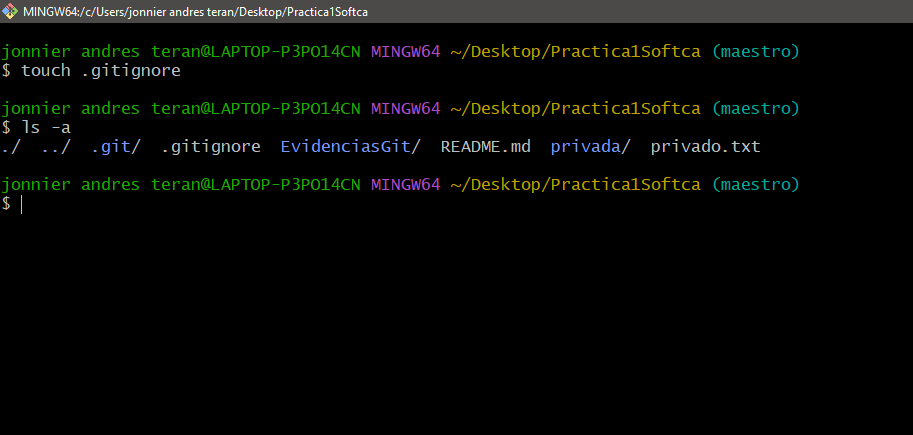 MINGW64:/c/Users/jonnier andres teran/Desktop/Practica1Softca
jonnier andres teran@LAPTOP-P3PO14CN MINGW64 ~/Desktop/Practica1Softca (maestro)
$ touch .gitignore
jonnier andres teran@LAPTOP-P3PO14CN MINGW64 ~/Desktop/Practica1Softca (maestro)
$ ls -a
./  ../  .git/  .gitignore  EvidenciasGit/  README.md  privada/  privado.txt
jonnier andres teran@LAPTOP-P3PO14CN MINGW64 ~/Desktop/Practica1Softca (maestro)
$